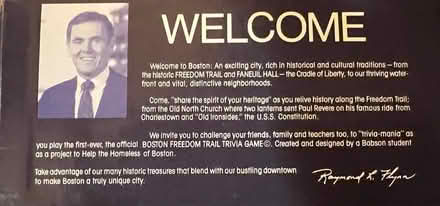 WELCOME
Welcome to Boston: An exciting city, rich in historical and cultural traditions — from
the historic FREEDOM TRAIL and FANEUIL HALL — the Cradle of Liberty, to our thriving water-
front and vital, distinctive neighborhoods.
Come, "share the spirit of your heritage" as you relive history along the Freedom Trail;
from the Old North Church where two lanterns sent Paul Revere on his famous ride from
Charlestown and "Old Ironsides," the U.S.S. Constitution.
We invite you to challenge your friends, family and teachers too, to "trivia-mania" as
you play the first-ever, the official BOSTON FREEDOM TRAIL TRIVIA GAME©. Created and designed by a Babson student
as a project to Help the Homeless of Boston.
Take advantage of our many historic treasures that blend with our bustling downtown
to make Boston a truly unique city.
Raymond L. Flynn